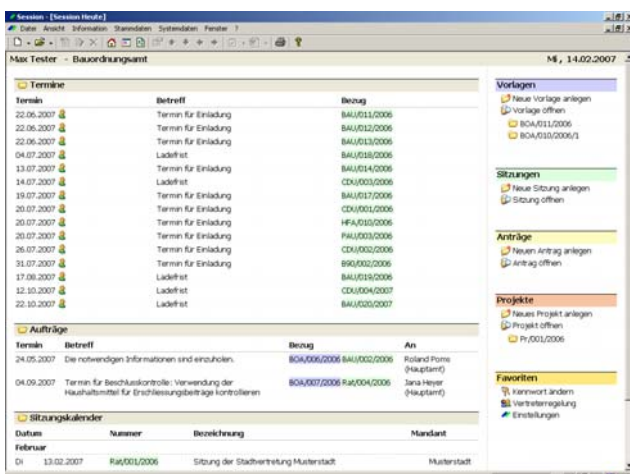 Session - [Session Heute]
Datei Ansicht Information Stammdaten Systemdaten Fenster ?
Max Tester - Bauordnungsamt
Mi, 14.02.2007
Termine
Termin Betreff Bezug
22.06.2007 Termin für Einladung BAU/011/2006
22.06.2007 Termin für Einladung BAU/012/2006
22.06.2007 Termin für Einladung BAU/013/2006
04.07.2007 Ladefrist BAU/018/2006
13.07.2007 Termin für Einladung BAU/014/2006
14.07.2007 Ladefrist CDU/003/2006
19.07.2007 Termin für Einladung BAU/017/2006
20.07.2007 Termin für Einladung CDU/001/2006
20.07.2007 Termin für Einladung HFA/010/2006
20.07.2007 Termin für Einladung PAU/003/2006
26.07.2007 Termin für Einladung CDU/002/2006
31.07.2007 Termin für Einladung B90/002/2006
17.08.2007 Ladefrist BAU/019/2006
12.10.2007 Ladefrist CDU/004/2007
22.10.2007 Ladefrist BAU/020/2007
Aufträge
Termin Betreff Bezug An
24.05.2007 Die notwendigen Informationen sind einzuholen. BOA/006/2006 BAU/002/2006 Roland Poms
(Hauptamt)
04.09.2007 Termin für Beschlusskontrolle: Verwendung der BOA/007/2006 Rat/004/2006 Jana Heyer
Haushaltsmittel für Erschliessungsbeiträge kontrollieren (Hauptamt)
Sitzungskalender
Datum Nummer Bezeichnung Mandant
Februar
Di 13.02.2007 Rat/001/2006 Sitzung der Stadtvertretung Musterstadt Musterstadt
Vorlagen
Neue Vorlage anlegen
Vorlage öffnen
BOA/011/2006
BOA/010/2006/1
Sitzungen
Neue Sitzung anlegen
Sitzung öffnen
Anträge
Neuen Antrag anlegen
Antrag öffnen
Projekte
Neues Projekt anlegen
Projekt öffnen
Pr/001/2006
Favoriten
Kennwort ändern
Vertreterregelung
Einstellungen